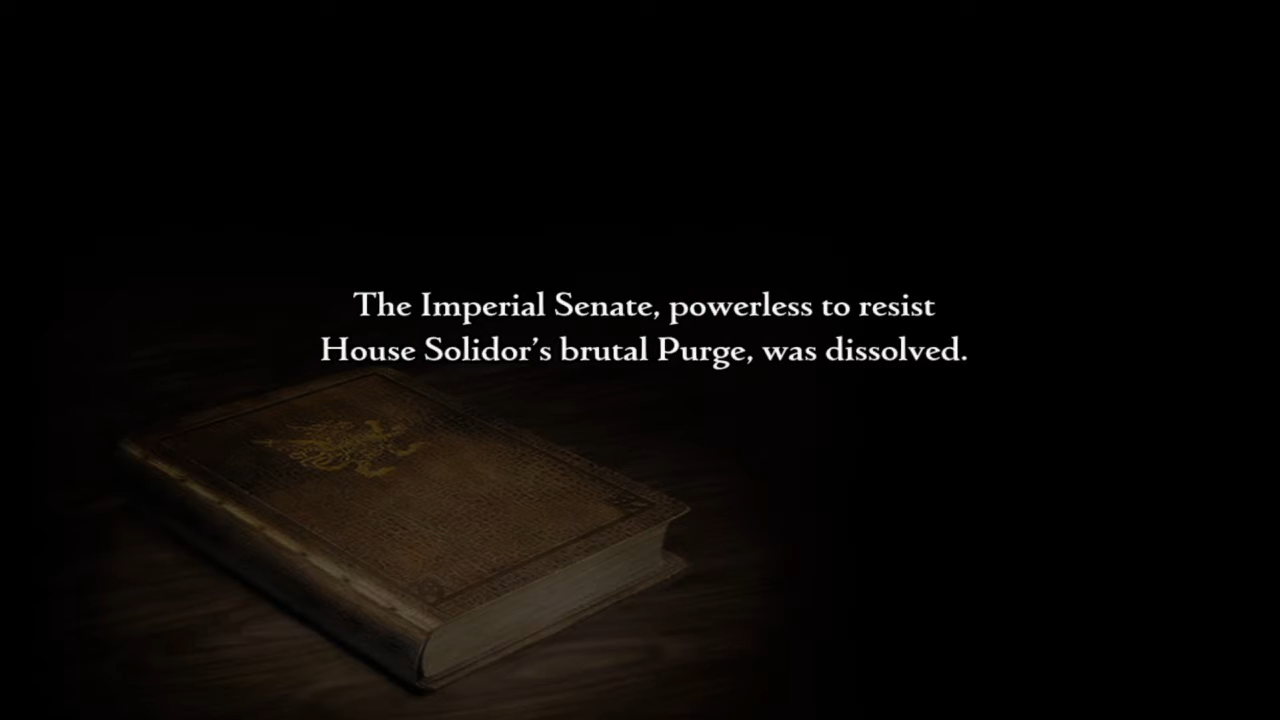 The Imperial Senate, powerless to resist
House Solidor’s brutal Purge, was dissolved.